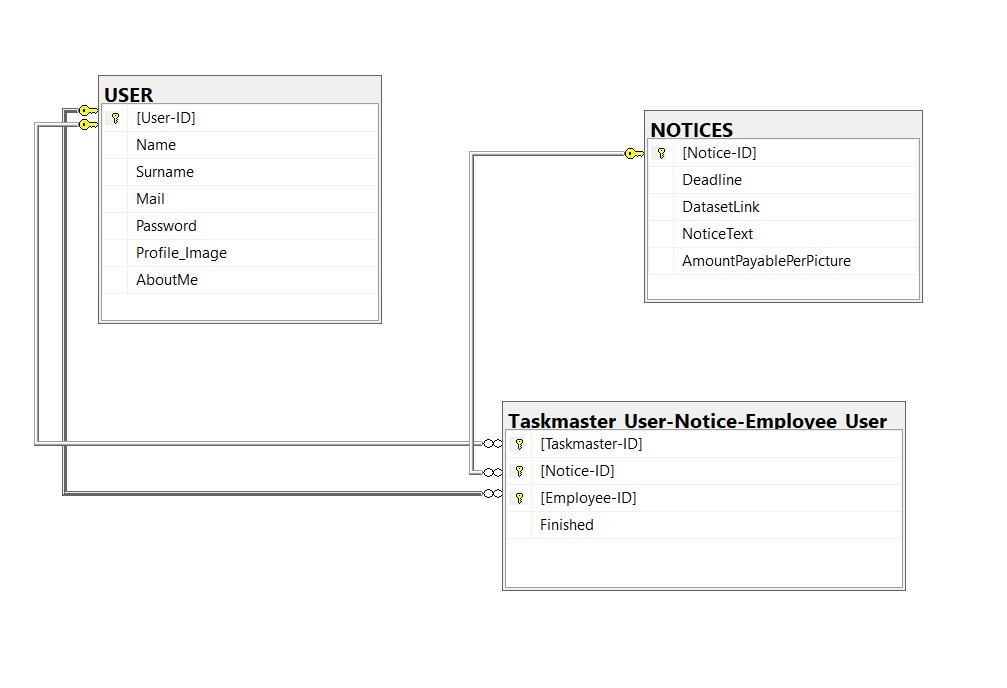 USER
[User-ID]
Name
Surname
Mail
Password
Profile_Image
AboutMe
NOTICES
[Notice-ID]
Deadline
DatasetLink
NoticeText
AmountPayablePerPicture
Taskmaster_User-Notice-Employee_User
[Taskmaster-ID]
[Notice-ID]
[Employee-ID]
Finished